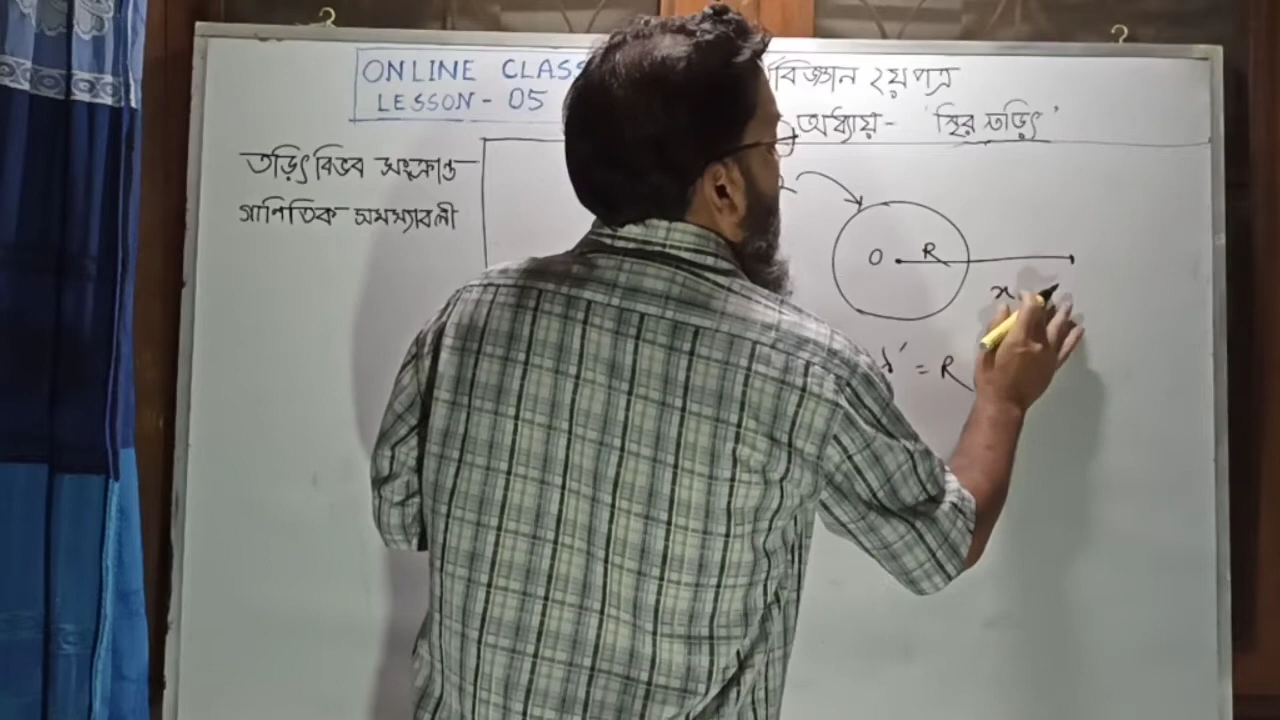 ONLINE CLASS
LESSON - 05
বিজ্ঞান ২য় পত্র
অধ্যায় - 'স্থির তড়িৎ'
তড়িৎ বিভব সংক্রান্ত
গাণিতিক সমস্যাবলী
O R
x
= R